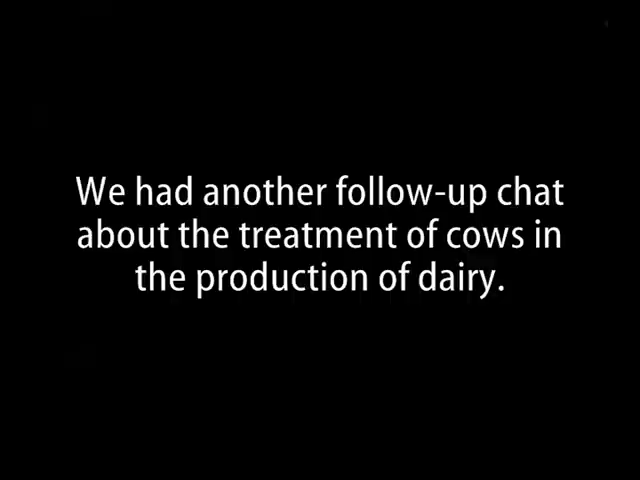 We had another follow-up chat
about the treatment of cows in
the production of dairy.